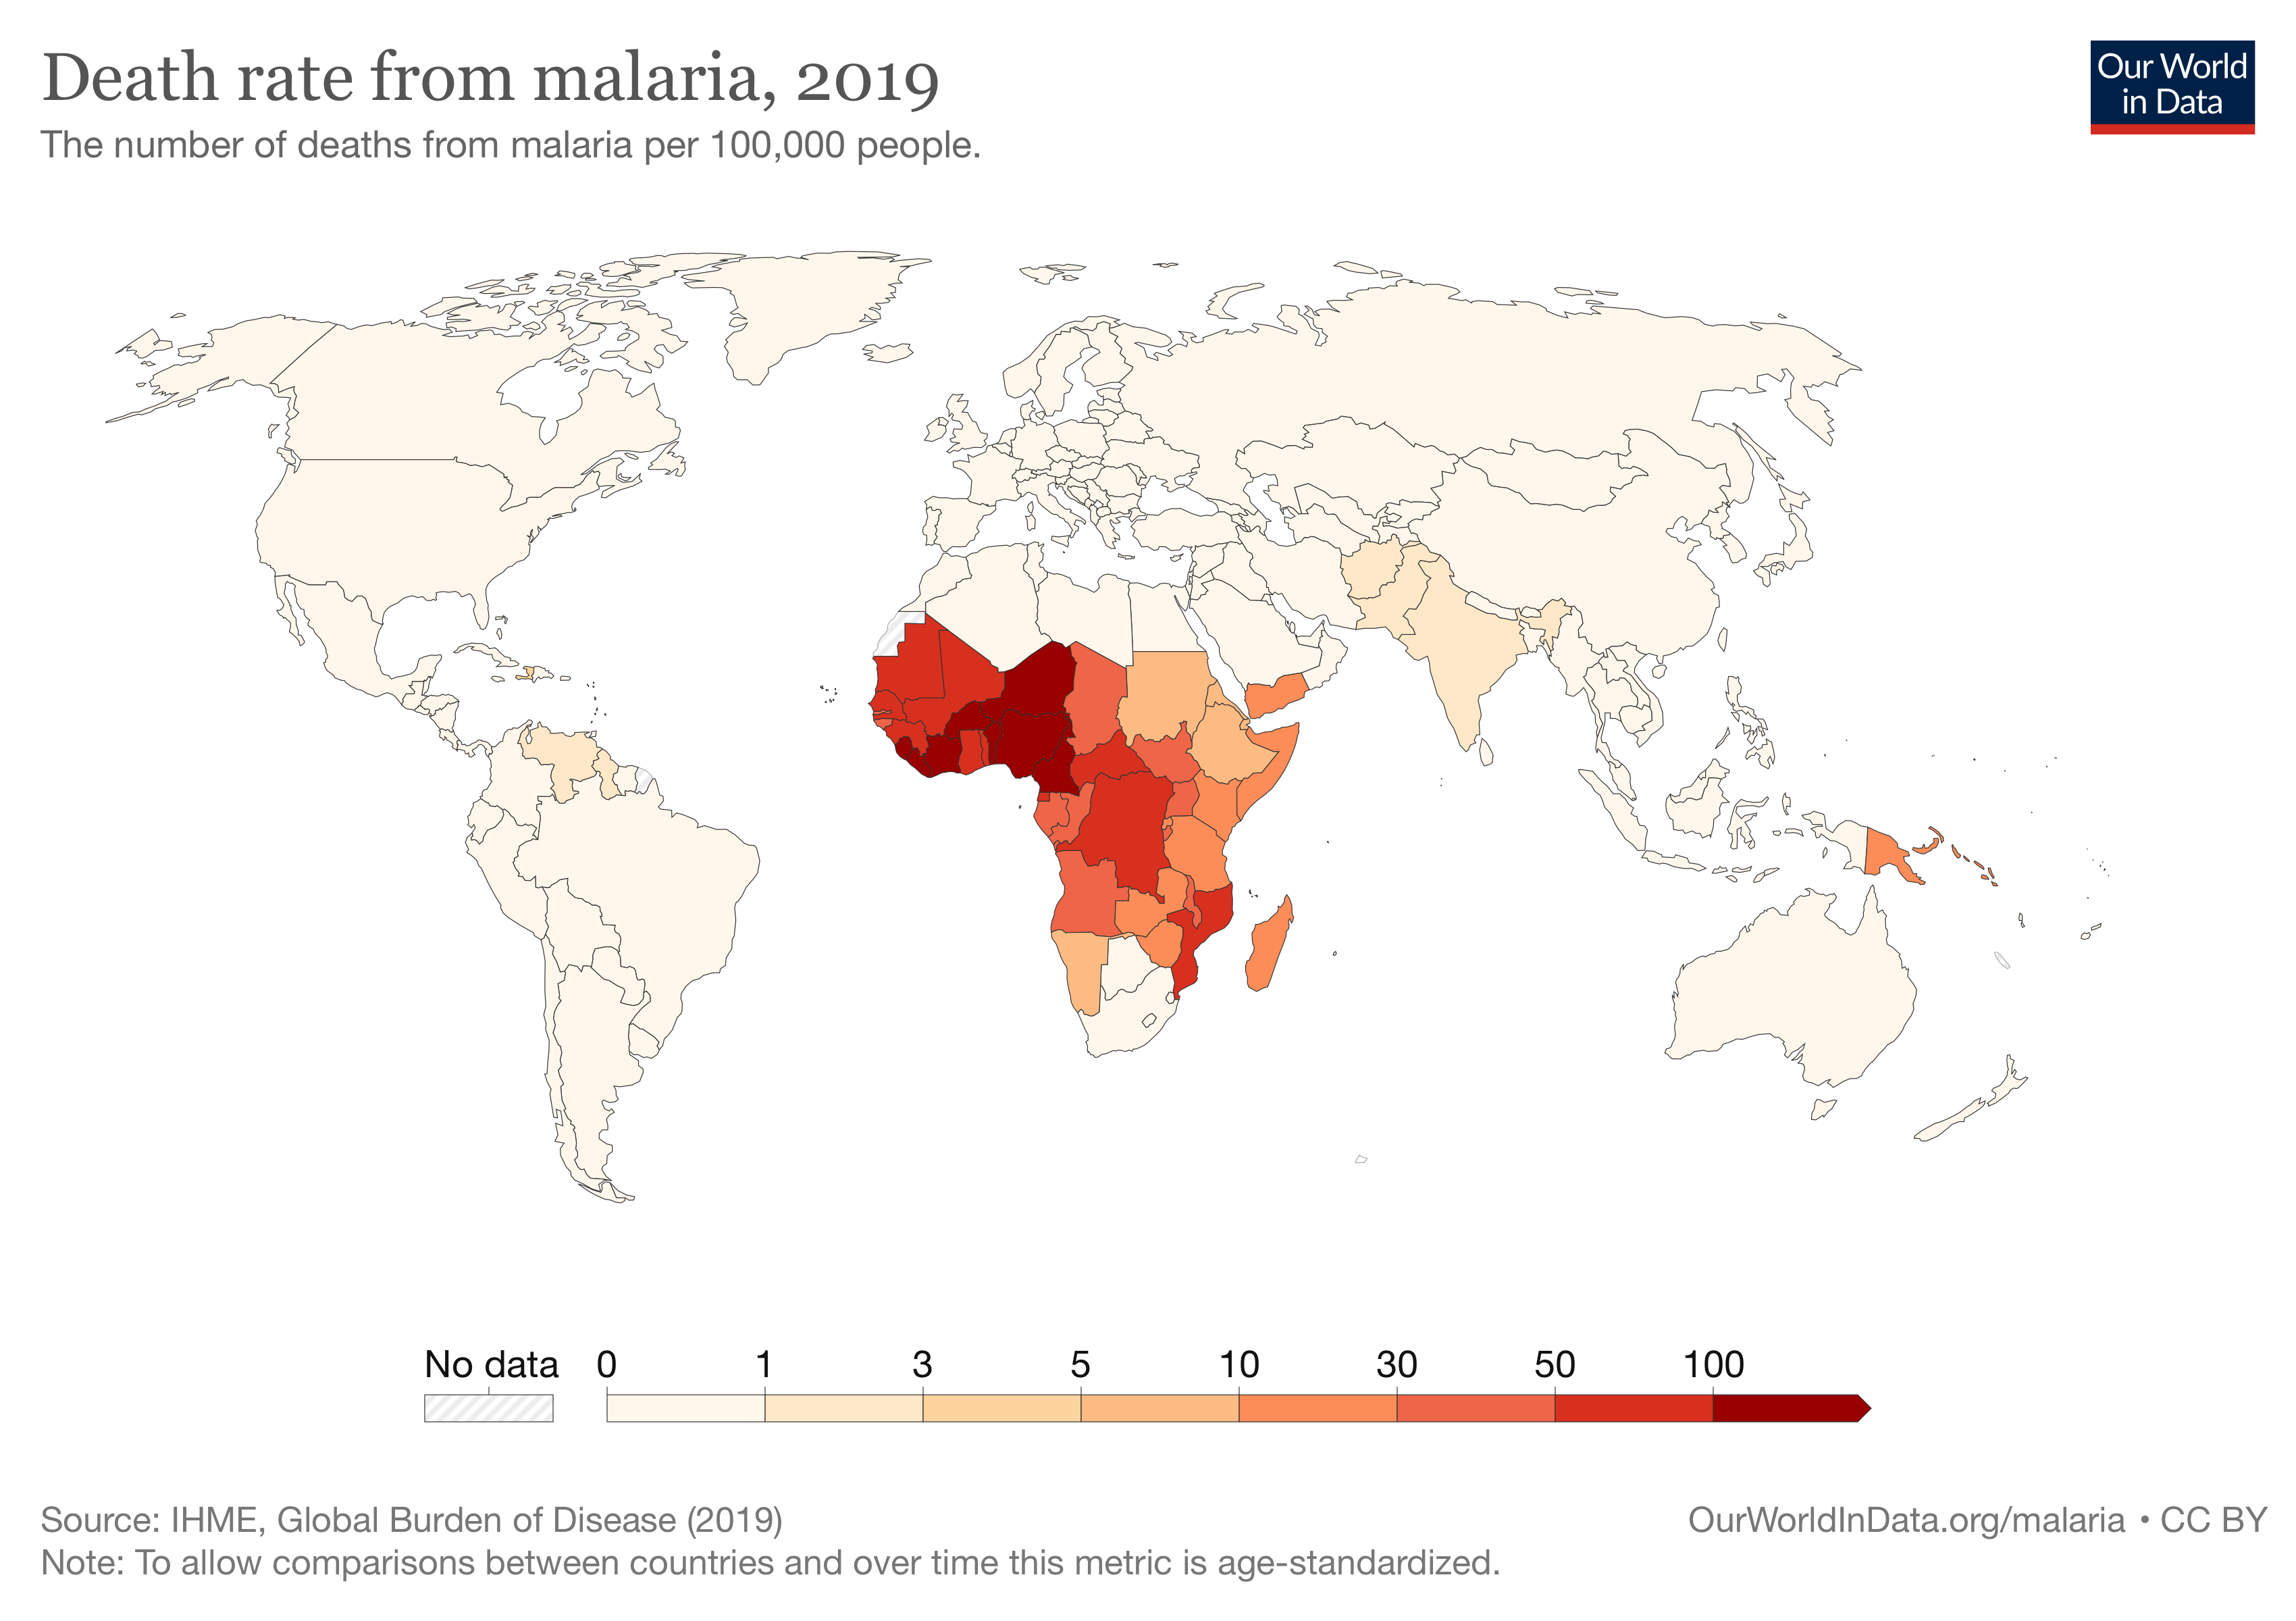 Death rate from malaria, 2019
The number of deaths from malaria per 100,000 people.
Our World
in Data
No data 0 1 3 5 10 30 50 100
Source: IHME, Global Burden of Disease (2019)
OurWorldInData.org/malaria • CC BY
Note: To allow comparisons between countries and over time this metric is age-standardized.